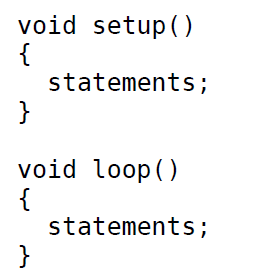 void setup()
{
  statements;
}

void loop()
{
  statements;
}